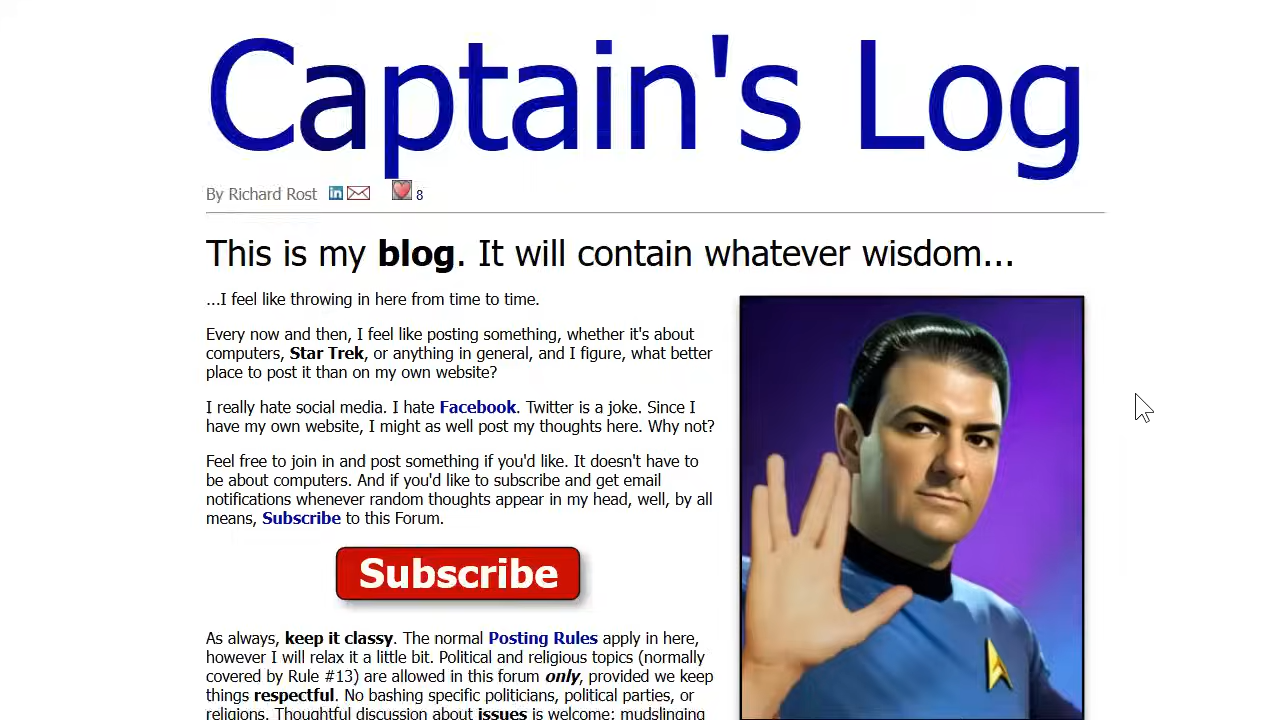 Captain's Log
By Richard Rost in 8
This is my blog. It will contain whatever wisdom...
...I feel like throwing in here from time to time.
Every now and then, I feel like posting something, whether it's about
computers, Star Trek, or anything in general, and I figure, what better
place to post it than on my own website?
I really hate social media. I hate Facebook. Twitter is a joke. Since I
have my own website, I might as well post my thoughts here. Why not?
Feel free to join in and post something if you'd like. It doesn't have to
be about computers. And if you'd like to subscribe and get email
notifications whenever random thoughts appear in my head, well, by all
means, Subscribe to this Forum.
Subscribe
As always, keep it classy. The normal Posting Rules apply in here,
however I will relax it a little bit. Political and religious topics (normally
covered by Rule #13) are allowed in this forum only, provided we keep
things respectful. No bashing specific politicians, political parties, or
religions. Thoughtful discussion about issues is welcome; mudslinging